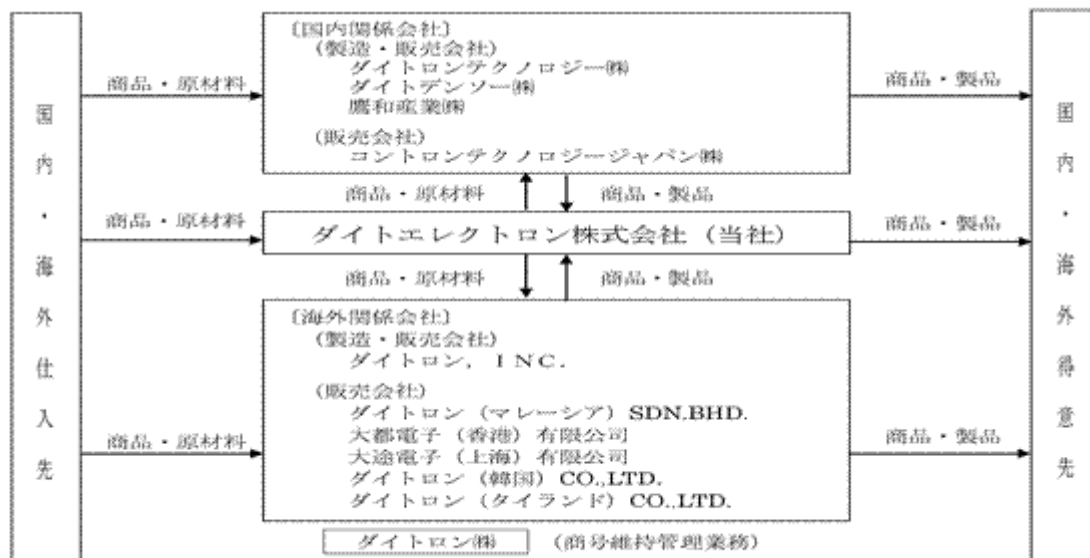 国内・海外仕入先
商品・原材料
商品・原材料
商品・原材料
〔国内関係会社〕
(製造・販売会社)
ダイトロンテクノロジー㈱
ダイトデンソー㈱
鷹和産業㈱
(販売会社)
コントロンテクノロジージャパン㈱
商品・原材料
商品・製品
ダイトエレクトロン株式会社 (当社)
商品・原材料
商品・製品
〔海外関係会社〕
(製造・販売会社)
ダイトロン, INC.
(販売会社)
ダイトロン (マレーシア) SDN.BHD.
大都電子 (香港) 有限公司
大途電子 (上海) 有限公司
ダイトロン (韓国) CO.,LTD.
ダイトロン (タイランド) CO.,LTD.
ダイトロン㈱ (商号維持管理業務)
商品・製品
商品・製品
商品・製品
国内・海外得意先